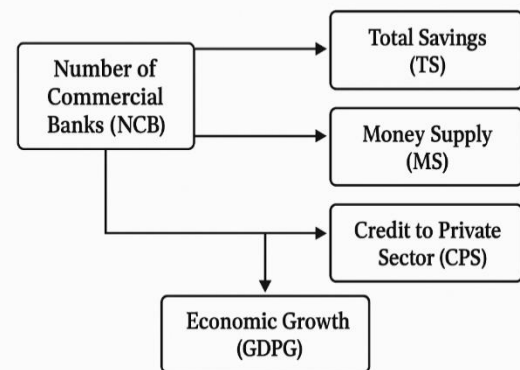 Number of
Commercial
Banks (NCB)
Total Savings
(TS)
Money Supply
(MS)
Credit to Private
Sector (CPS)
Economic Growth
(GDPG)